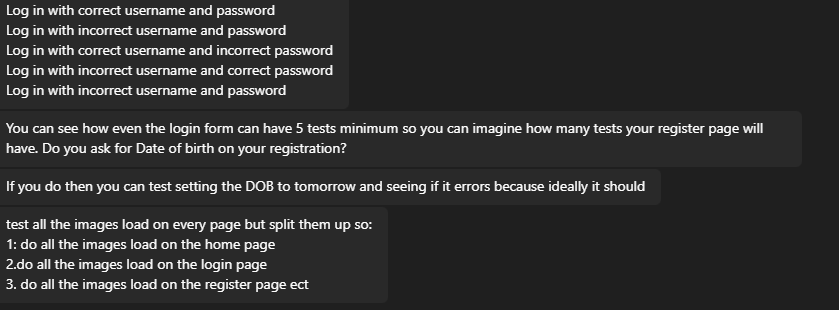 Log in with correct username and password
Log in with incorrect username and password
Log in with correct username and incorrect password
Log in with incorrect username and correct password
Log in with incorrect username and password
You can see how even the login form can have 5 tests minimum so you can imagine how many tests your register page will
have. Do you ask for Date of birth on your registration?
If you do then you can test setting the DOB to tomorrow and seeing if it errors because ideally it should
test all the images load on every page but split them up so:
1: do all the images load on the home page
2.do all the images load on the login page
3. do all the images load on the register page ect